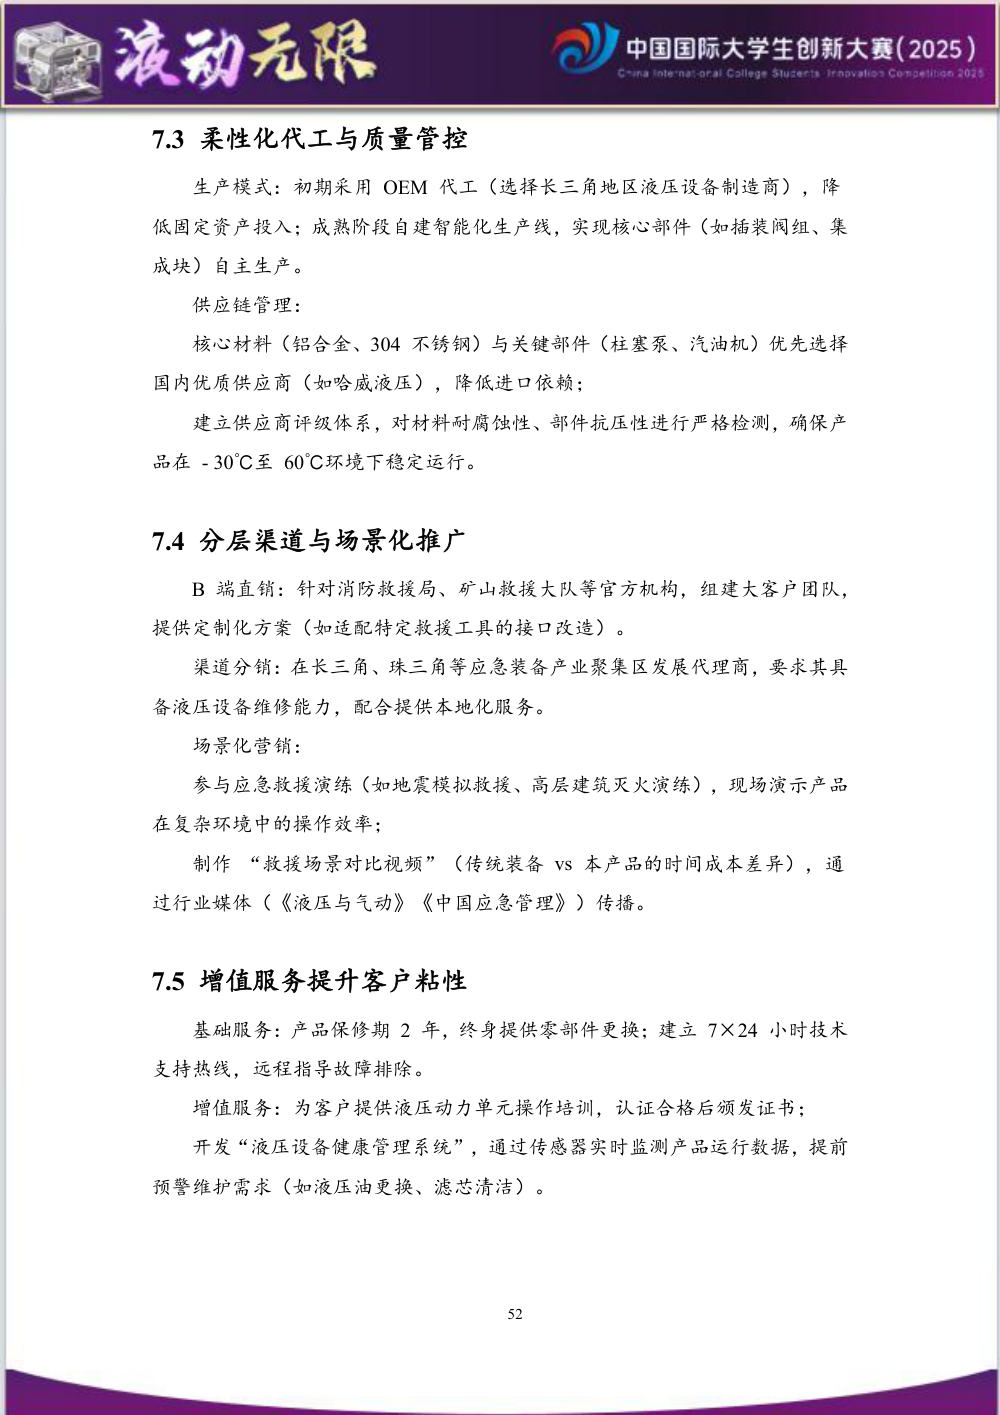 液动无限
中国国际大学生创新大赛(2025)
China International College Students' Innovation Competition 2025
7.3 柔性化代工与质量管控
生产模式：初期采用 OEM 代工（选择长三角地区液压设备制造商），降
低固定资产投入；成熟阶段自建智能化生产线，实现核心部件（如插装阀组、集
成块）自主生产。
供应链管理：
核心材料（铝合金、304 不锈钢）与关键部件（柱塞泵、汽油机）优先选择
国内优质供应商（如哈威液压），降低进口依赖；
建立供应商评级体系，对材料耐腐蚀性、部件抗压性进行严格检测，确保产
品在 - 30℃至 60℃环境下稳定运行。
7.4 分层渠道与场景化推广
B 端直销：针对消防救援局、矿山救援大队等官方机构，组建大客户团队，
提供定制化方案（如适配特定救援工具的接口改造）。
渠道分销：在长三角、珠三角等应急装备产业聚集区发展代理商，要求其具
备液压设备维修能力，配合提供本地化服务。
场景化营销：
参与应急救援演练（如地震模拟救援、高层建筑灭火演练），现场演示产品
在复杂环境中的操作效率；
制作 “救援场景对比视频”（传统装备 vs 本产品的时间成本差异），通
过行业媒体（《液压与气动》《中国应急管理》）传播。
7.5 增值服务提升客户粘性
基础服务：产品保修期 2 年，终身提供零部件更换；建立 7×24 小时技术
支持热线，远程指导故障排除。
增值服务：为客户提供液压动力单元操作培训，认证合格后颁发证书；
开发“液压设备健康管理系统”，通过传感器实时监测产品运行数据，提前
预警维护需求（如液压油更换、滤芯清洁）。
52